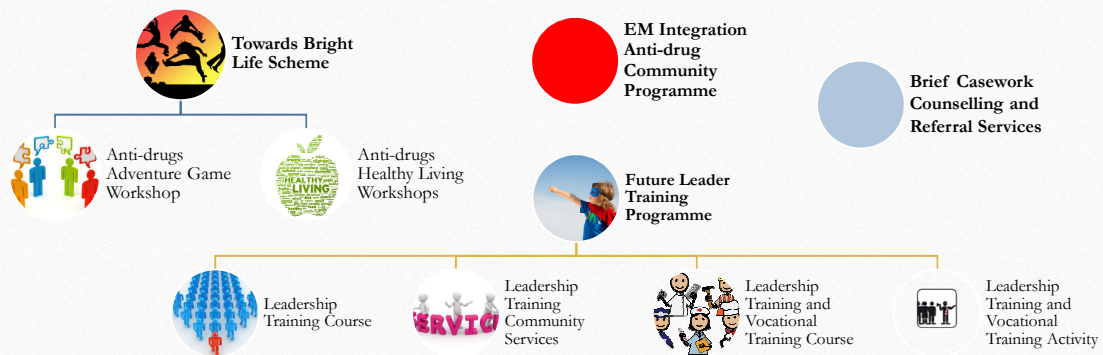 Towards Bright
Life Scheme
EM Integration
Anti-drug
Community
Programme
Brief Casework
Counselling and
Referral Services
Anti-drugs
Adventure Game
Workshop
HEALTHY
LIVING
Anti-drugs
Healthy Living
Workshops
Future Leader
Training
Programme
Leadership
Training Course
SERVICE
Leadership
Training
Community
Services
Leadership
Training and
Vocational
Training Course
Leadership
Training and
Vocational
Training Activity